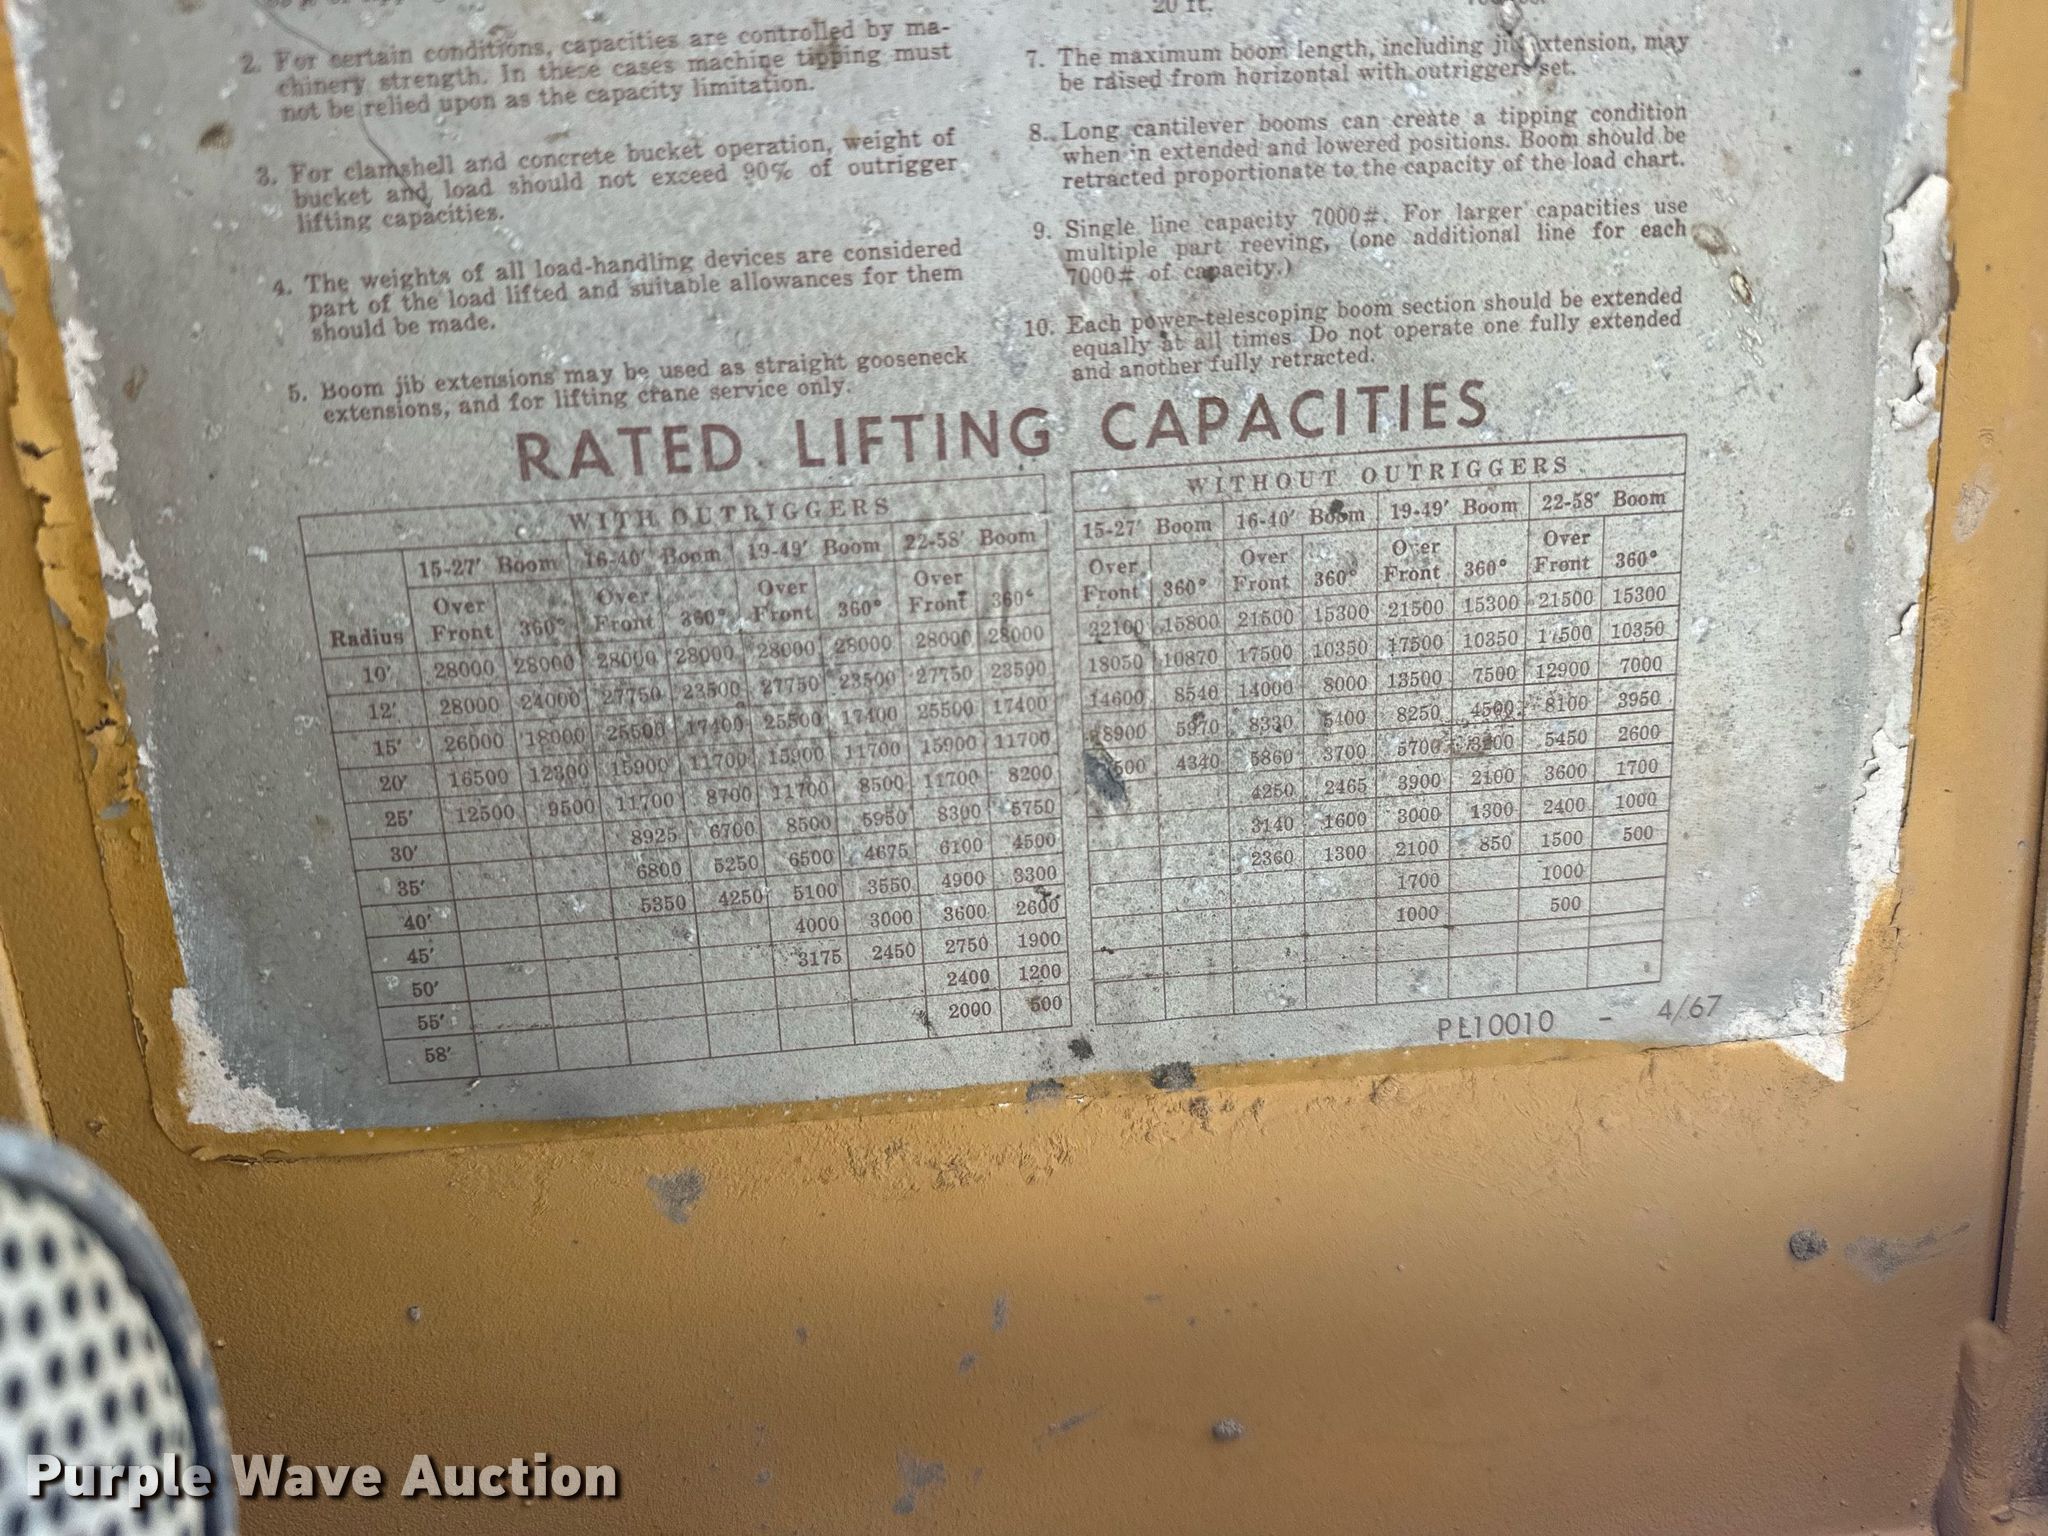 20 ft.
2. For certain conditions, capacities are controlled by ma-
chinery strength. In these cases machine tipping must
not be relied upon as the capacity limitation.
3. For clamshell and concrete bucket operation, weight of
bucket and load should not exceed 90% of outrigger
lifting capacities.
4. The weights of all load-handling devices are considered
part of the load lifted and suitable allowances for them
should be made.
5. Boom jib extensions may be used as straight gooseneck
extensions, and for lifting crane service only.
7. The maximum boom length, including jib extension, may
be raised from horizontal with outriggers set.
8. Long cantilever booms can create a tipping condition
when in extended and lowered positions. Boom should be
retracted proportionate to the capacity of the load chart.
9. Single line capacity 7000#. For larger capacities use
multiple part reeving, (one additional line for each
7000# of capacity.)
10. Each power-telescoping boom section should be extended
equally at all times. Do not operate one fully extended
and another fully retracted.
RATED LIFTING CAPACITIES
WITH OUTRIGGERS
15-27' Boom 16-40' Boom 19-49' Boom 22-58' Boom
Radius Over Front 360° Over Front 360° Over Front 360° Over Front 360°
10' 28000 28000 28000 28000 28000 28000 28000 28000
12' 28000 24000 27750 23500 27750 23500 27750 23500
15' 26000 18000 25500 17400 25500 17400 25500 17400
20' 16500 12300 15900 11700 15900 11700 15900 11700
25' 12500 9500 11700 8700 11700 8500 11700 8200
30' 8925 6700 8500 5950 8300 5750
35' 6800 5250 6500 4675 6100 4500
40' 5350 4250 5100 3550 4900 3300
45' 4000 3000 3600 2600
50' 3175 2450 2750 1900
55' 2400 1200
58' 2000 500
WITHOUT OUTRIGGERS
15-27' Boom 16-40' Boom 19-49' Boom 22-58' Boom
Over Front 360° Over Front 360° Over Front 360° Over Front 360°
22100 15800 21500 15300 21500 15300 21500 15300
18050 10870 17500 10350 17500 10350 17500 10350
14600 8540 14000 8000 13500 7500 12900 7000
8900 5970 8330 5400 8250 4500 8100 3950
4340 5860 3700 5700 3200 5450 2600
4250 2465 3900 2100 3600 1700
3140 1600 3000 1300 2400 1000
2360 1300 2100 850 1500 500
1700 1000
1000 500
PL10010 - 4/67
Purple Wave Auction